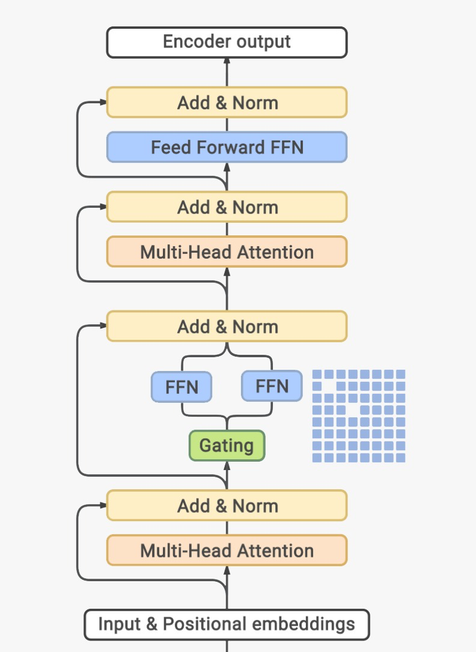 Encoder output
Add & Norm
Feed Forward FFN
Add & Norm
Multi-Head Attention
Add & Norm
FFN
FFN
Gating
Add & Norm
Multi-Head Attention
Input & Positional embeddings